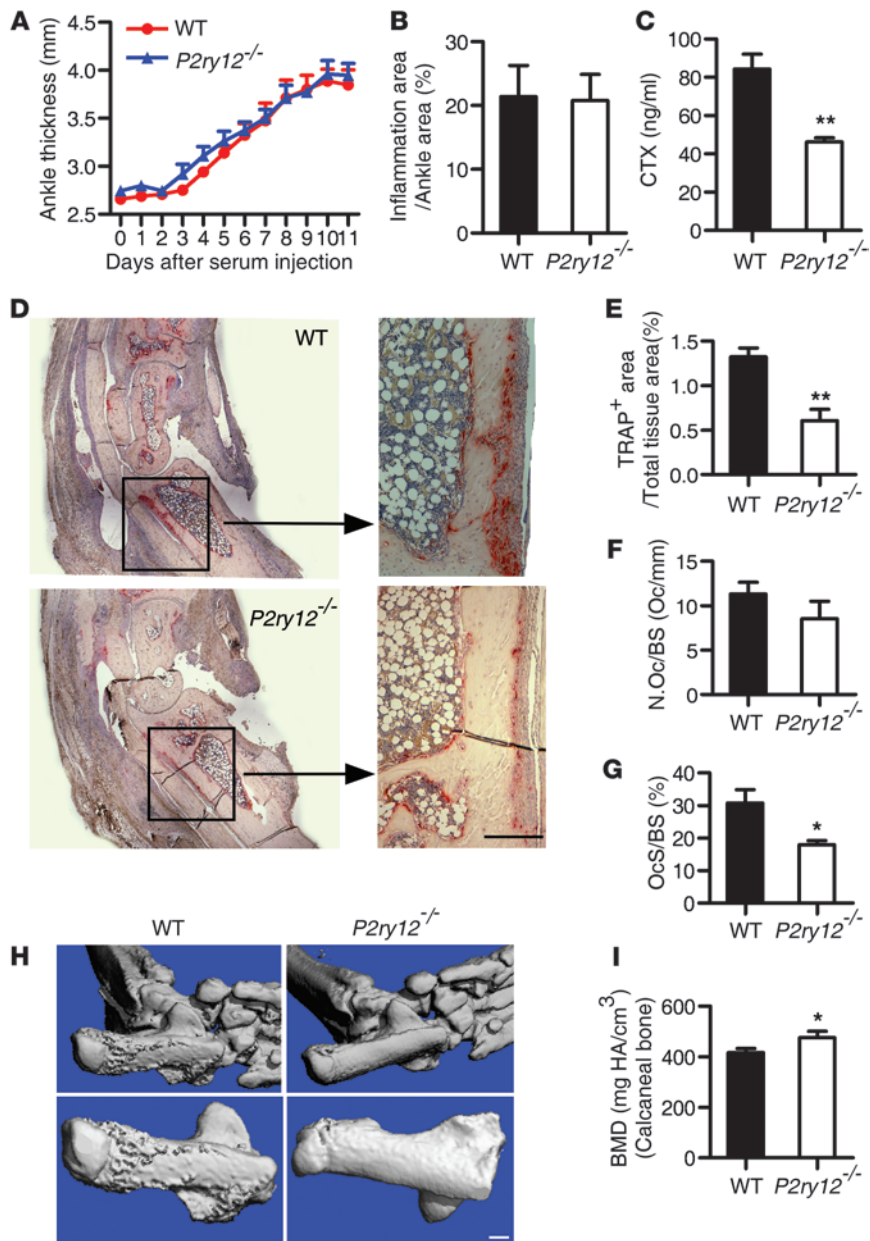 A
WT
P2ry12-/-
Ankle thickness (mm)
4.0
3.5
3.0
2.5
0 1 2 3 4 5 6 7 8 9 10 11
Days after serum injection
B
Inflammation area
/Ankle area (%)
30
20
10
0
WT P2ry12-/-
C
CTX (ng/ml)
100
80
60
40
20
0
**
WT P2ry12-/-
D
WT
P2ry12-/-
E
TRAP+ area
/Total tissue area(%)
1.5
1.0
0.5
0.0
**
WT P2ry12-/-
F
N.Oc/BS (Oc/mm)
15
10
5
0
WT P2ry12-/-
G
OcS/BS (%)
40
30
20
10
0
*
WT P2ry12-/-
H
WT P2ry12-/-
I
BMD (mg HA/cm3)
(Calcaneal bone)
600
400
200
0
*
WT P2ry12-/-